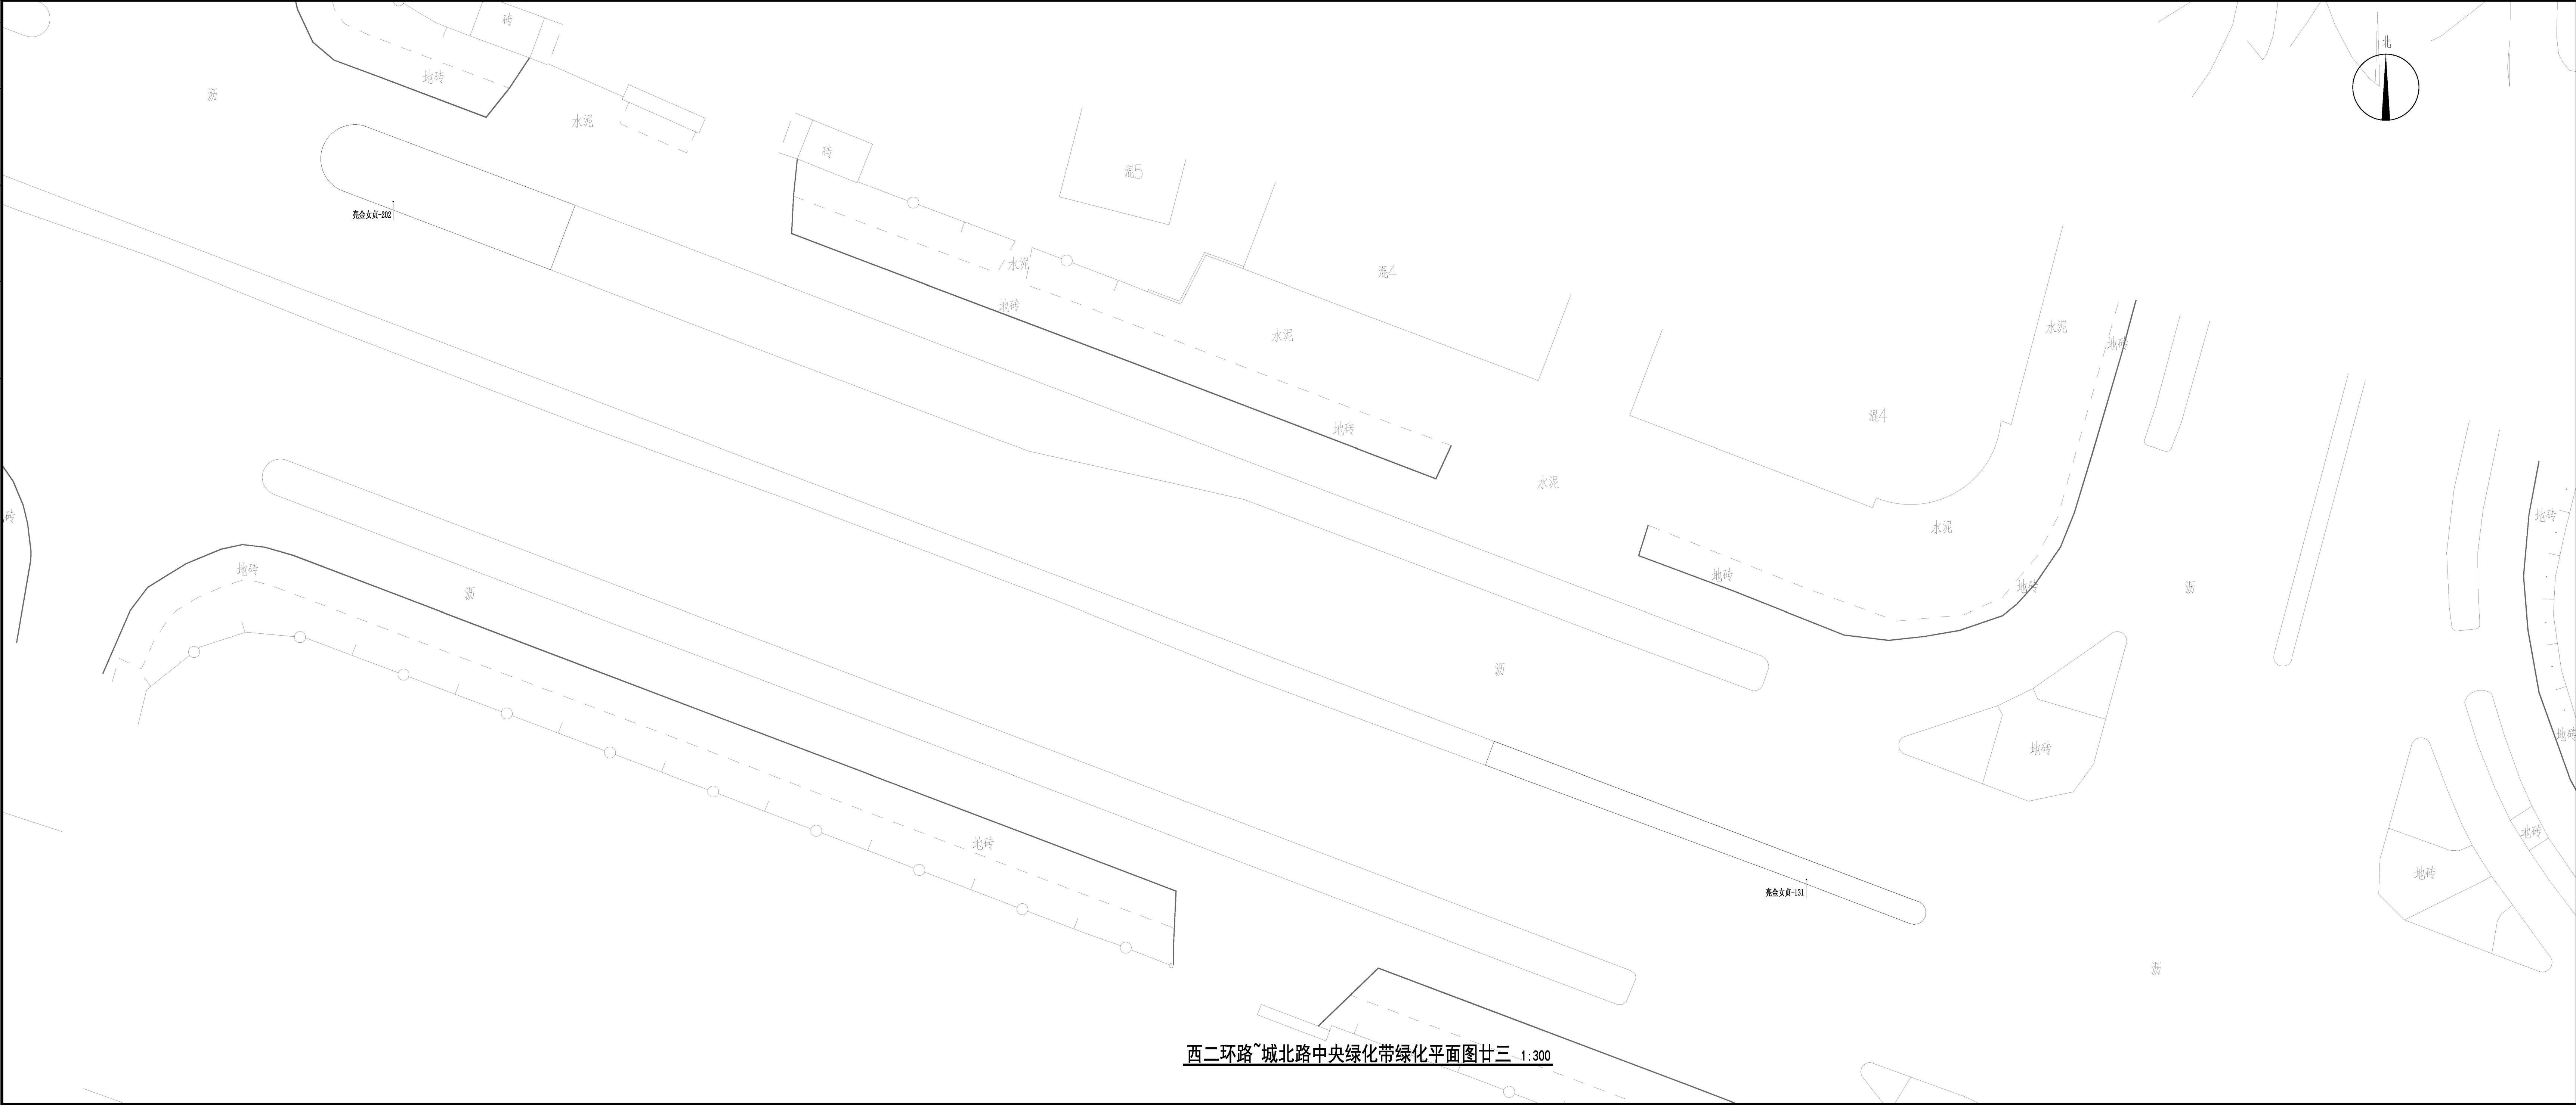 砖
北
地砖
沥
水泥
砖
混5
亮金女贞-202
水泥
混4
地砖
水泥
水泥
地砖
混4
地砖
水泥
砖
地砖
水泥
地砖
地砖
地砖
沥
沥
沥
地砖
地砖
地砖
地砖
地砖
亮金女贞-131
沥
西二环路~城北路中央绿化带绿化平面图廿三 1:300